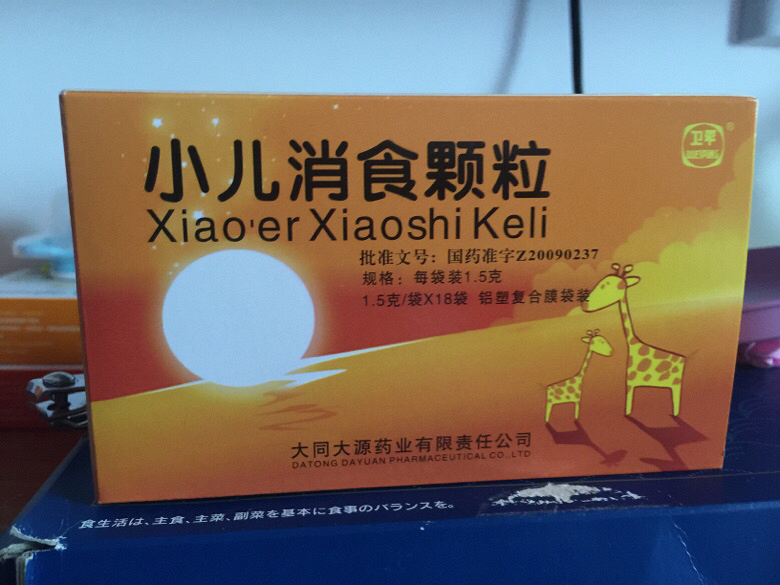 卫军
WEIJUN
®
小儿消食颗粒
Xiao'er Xiaoshi Keli
批准文号：国药准字Z20090237
规格：每袋装1.5克
1.5克/袋X18袋 铝塑复合膜袋装
大同大源药业有限责任公司
DATONG DAYUAN PHARMACEUTICAL CO.,LTD
食生活は、主食、主菜、副菜を基本に食事のバランスを。